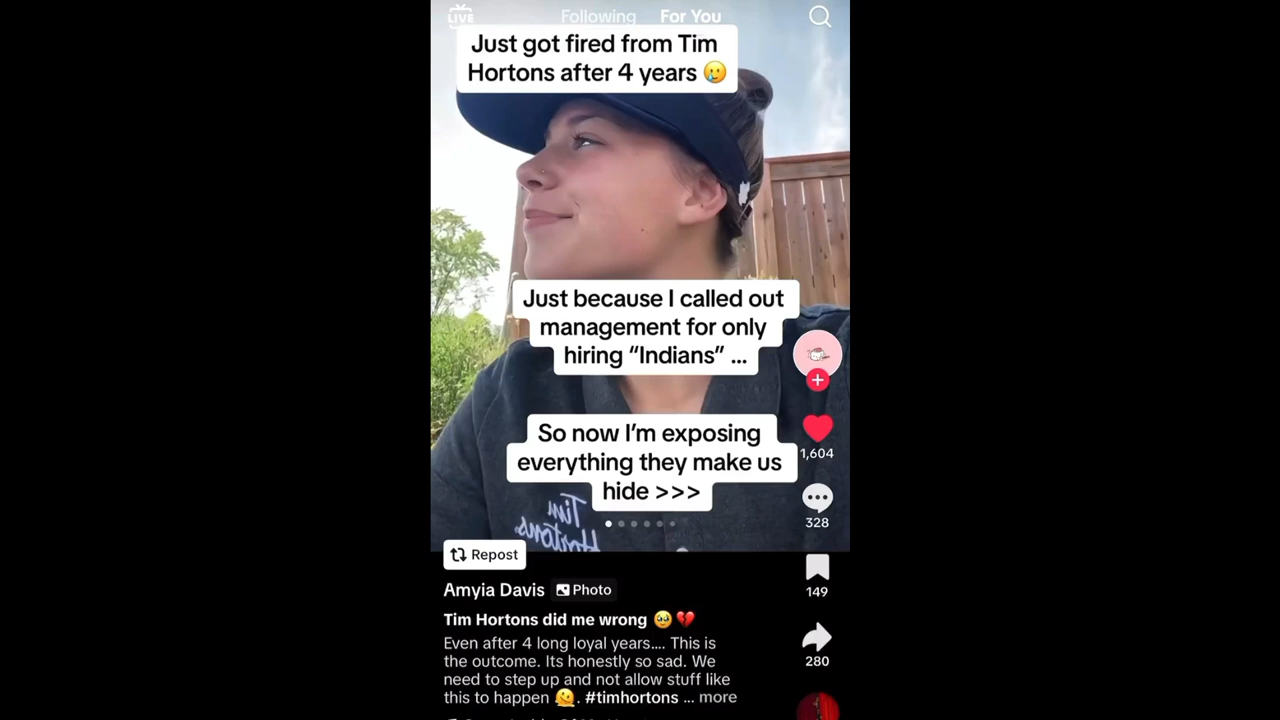 LIVE
Following For You
Just got fired from Tim
Hortons after 4 years 🥲
Just because I called out
management for only
hiring “Indians” ...
So now I’m exposing
everything they make us
hide >>>
1,604
328
Tim
Hortons.
Repost
Amyia Davis Photo
149
Tim Hortons did me wrong 🥹💔
Even after 4 long loyal years.... This is
the outcome. Its honestly so sad. We
need to step up and not allow stuff like
this to happen 🫠. #timhortons ... more
280